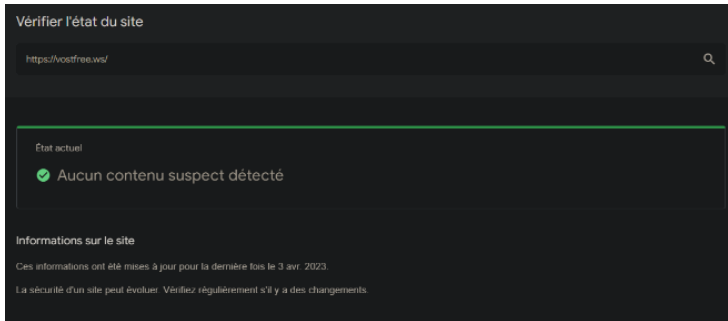 Vérifier l'état du site
https://vostfree.ws/
État actuel
Aucun contenu suspect détecté
Informations sur le site
Ces informations ont été mises à jour pour la dernière fois le 3 avr. 2023.
La sécurité d'un site peut évoluer. Vérifiez régulièrement s'il y a des changements.